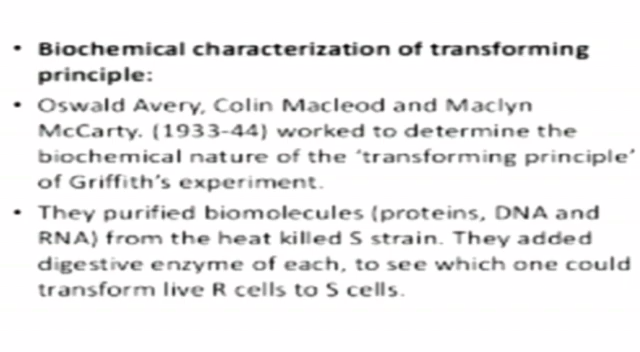 • Biochemical characterization of transforming
principle:
• Oswald Avery, Colin Macleod and Maclyn
McCarty. (1933-44) worked to determine the
biochemical nature of the 'transforming principle'
of Griffith's experiment.
• They purified biomolecules (proteins, DNA and
RNA) from the heat killed S strain. They added
digestive enzyme of each, to see which one could
transform live R cells to S cells.